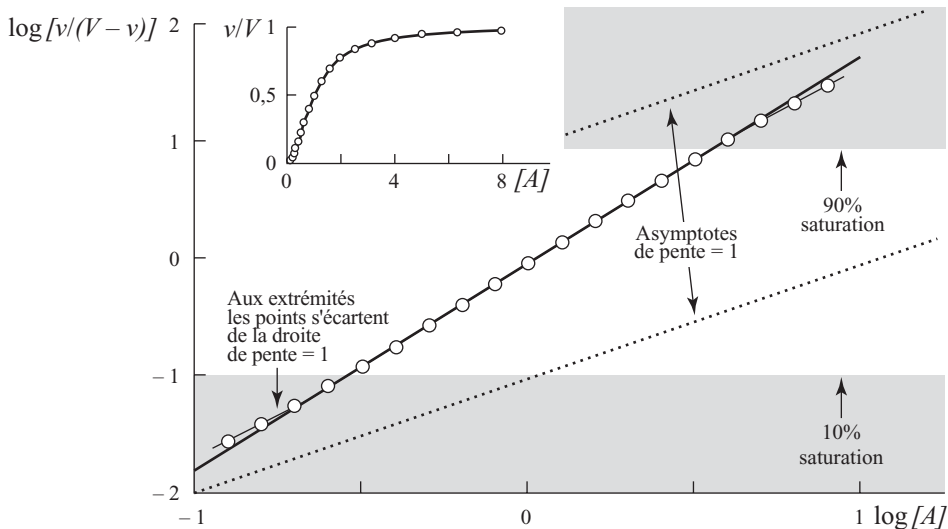 log [v/(V – v)]
2
1
0
– 1
– 2
v/V
1
0,5
0
0
4
8
[A]
90%
saturation
Asymptotes
de pente = 1
Aux extrémités
les points s'écartent
de la droite
de pente = 1
10%
saturation
– 1
0
1
log [A]